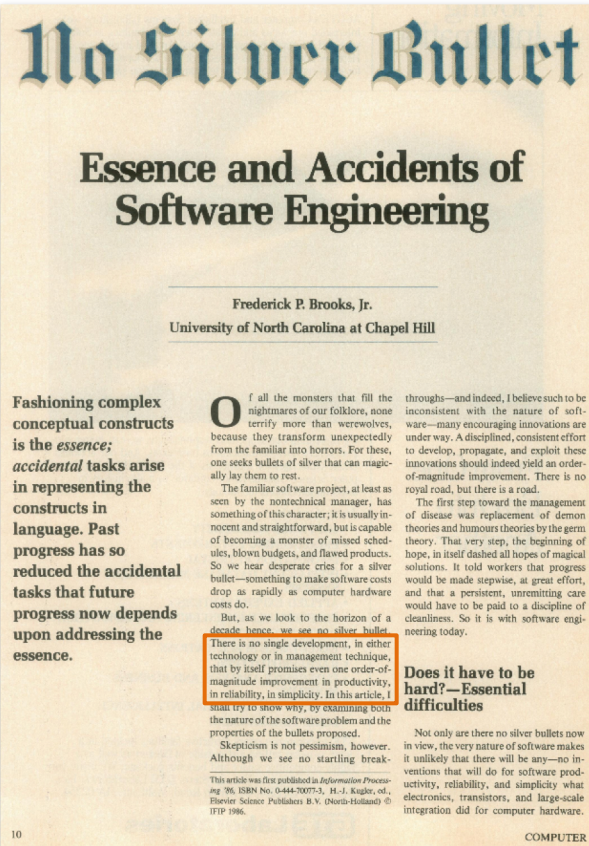 No Silver Bullet
Essence and Accidents of
Software Engineering
Frederick P. Brooks, Jr.
University of North Carolina at Chapel Hill
Fashioning complex
conceptual constructs
is the essence;
accidental tasks arise
in representing the
constructs in
language. Past
progress has so
reduced the accidental
tasks that future
progress now depends
upon addressing the
essence.
Of all the monsters that fill the
nightmares of our folklore, none
terrify more than werewolves,
because they transform unexpectedly
from the familiar into horrors. For these,
one seeks bullets of silver that can magic-
ally lay them to rest.
The familiar software project, at least as
seen by the nontechnical manager, has
something of this character; it is usually in-
nocent and straightforward, but is capable
of becoming a monster of missed sched-
ules, blown budgets, and flawed products.
So we hear desperate cries for a silver
bullet—something to make software costs
drop as rapidly as computer hardware
costs do.
But, as we look to the horizon of a
decade hence, we see no silver bullet.
There is no single development, in either
technology or in management technique,
that by itself promises even one order-of-
magnitude improvement in productivity,
in reliability, in simplicity. In this article, I
shall try to show why, by examining both
the nature of the software problem and the
properties of the bullets proposed.
Skepticism is not pessimism, however.
Although we see no startling break-
This article was first published in Information Process-
ing '86, ISBN No. 0-444-70077-3, H.-J. Kugler, ed.,
Elsevier Science Publishers B.V. (North-Holland) ©
IFIP 1986.
throughs—and indeed, I believe such to be
inconsistent with the nature of soft-
ware—many encouraging innovations are
under way. A disciplined, consistent effort
to develop, propagate, and exploit these
innovations should indeed yield an order-
of-magnitude improvement. There is no
royal road, but there is a road.
The first step toward the management
of disease was replacement of demon
theories and humours theories by the germ
theory. That very step, the beginning of
hope, in itself dashed all hopes of magical
solutions. It told workers that progress
would be made stepwise, at great effort,
and that a persistent, unremitting care
would have to be paid to a discipline of
cleanliness. So it is with software engi-
neering today.
Does it have to be
hard?—Essential
difficulties
Not only are there no silver bullets now
in view, the very nature of software makes
it unlikely that there will be any—no in-
ventions that will do for software prod-
uctivity, reliability, and simplicity what
electronics, transistors, and large-scale
integration did for computer hardware.
10
COMPUTER